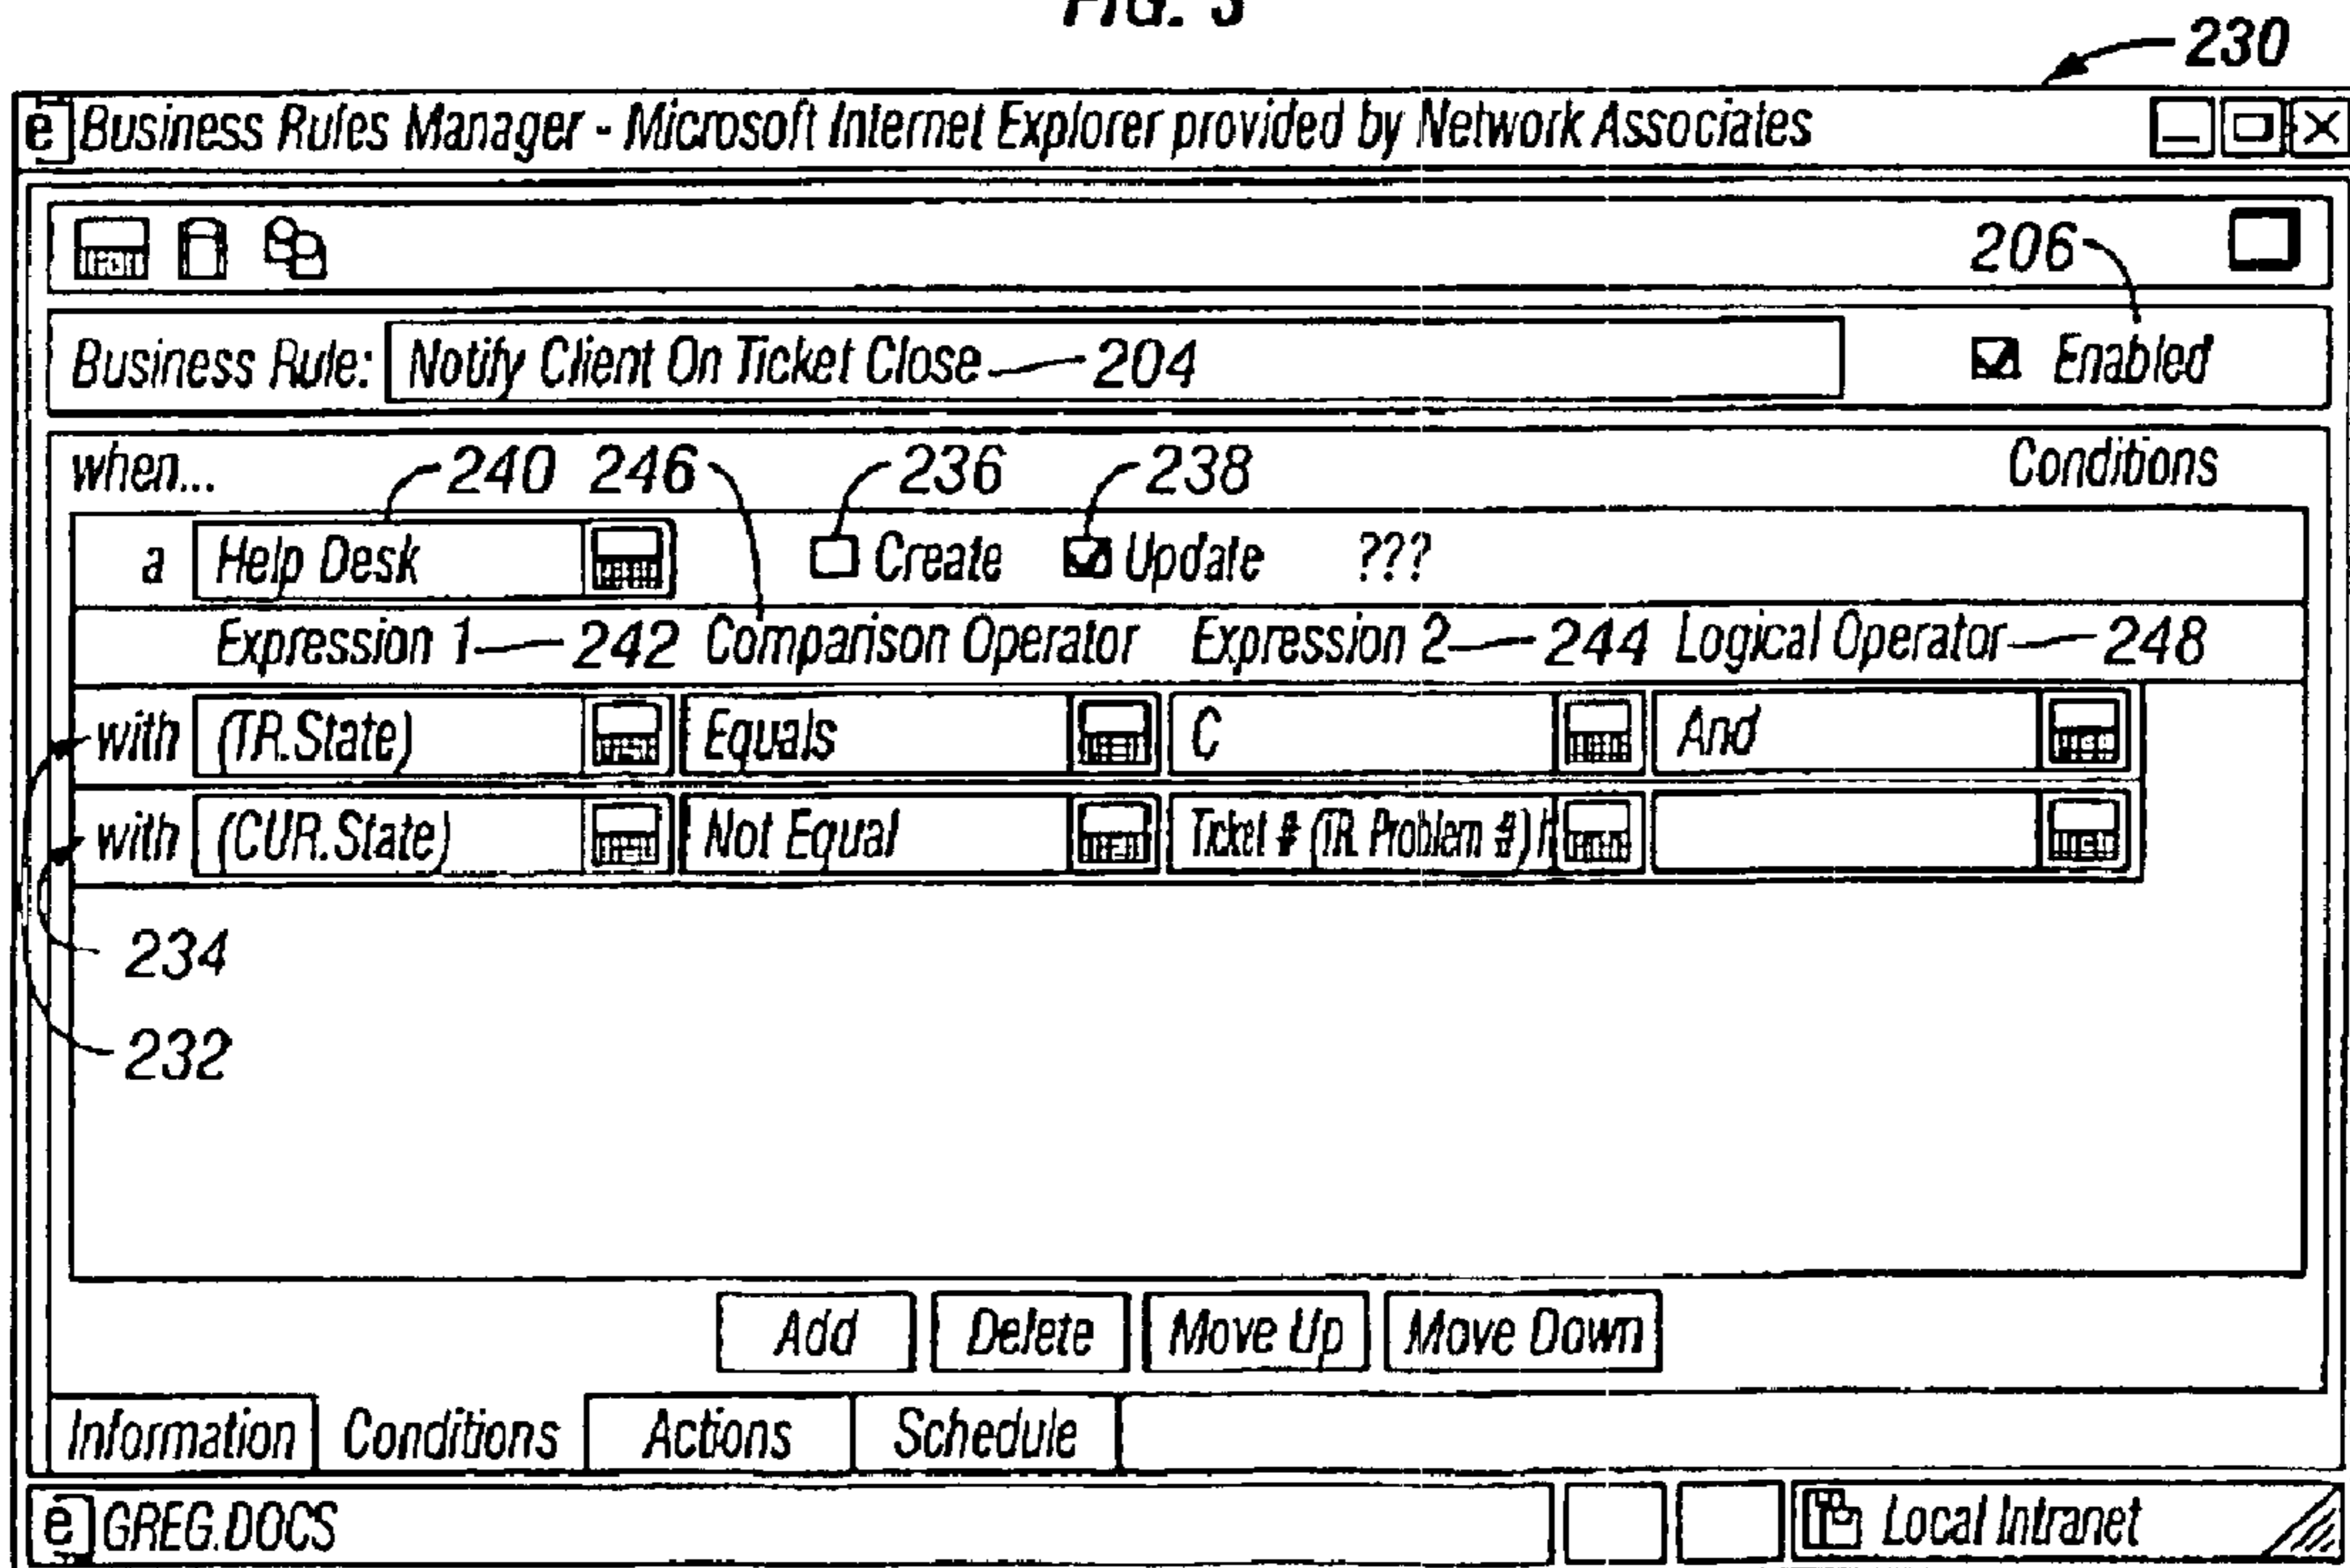 FIG. 3
230
Business Rules Manager - Microsoft Internet Explorer provided by Network Associates
206
Business Rule: Notify Client On Ticket Close 204 Enabled
when... 240 246 236 238 Conditions
a Help Desk Create Update ???
Expression 1 242 Comparison Operator Expression 2 244 Logical Operator 248
with (TR.State) Equals C And
with (CUR.State) Not Equal Ticket # (TR. Problem #)
234
232
Add Delete Move Up Move Down
Information Conditions Actions Schedule
GREG.DOCS Local Intranet